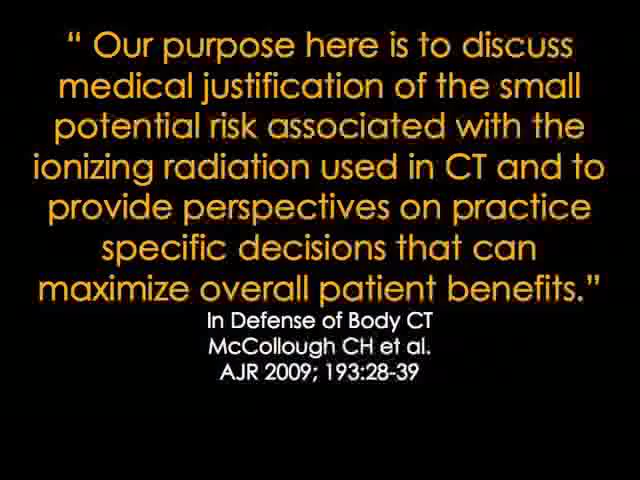 “ Our purpose here is to discuss
medical justification of the small
potential risk associated with the
ionizing radiation used in CT and to
provide perspectives on practice
specific decisions that can
maximize overall patient benefits.”
In Defense of Body CT
McCollough CH et al.
AJR 2009; 193:28-39